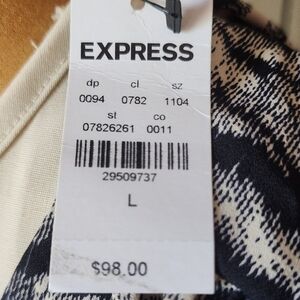 EXPRESS
dp cl sz
0094 0782 1104
st co
07826261 0011
29509737
L
$98.00